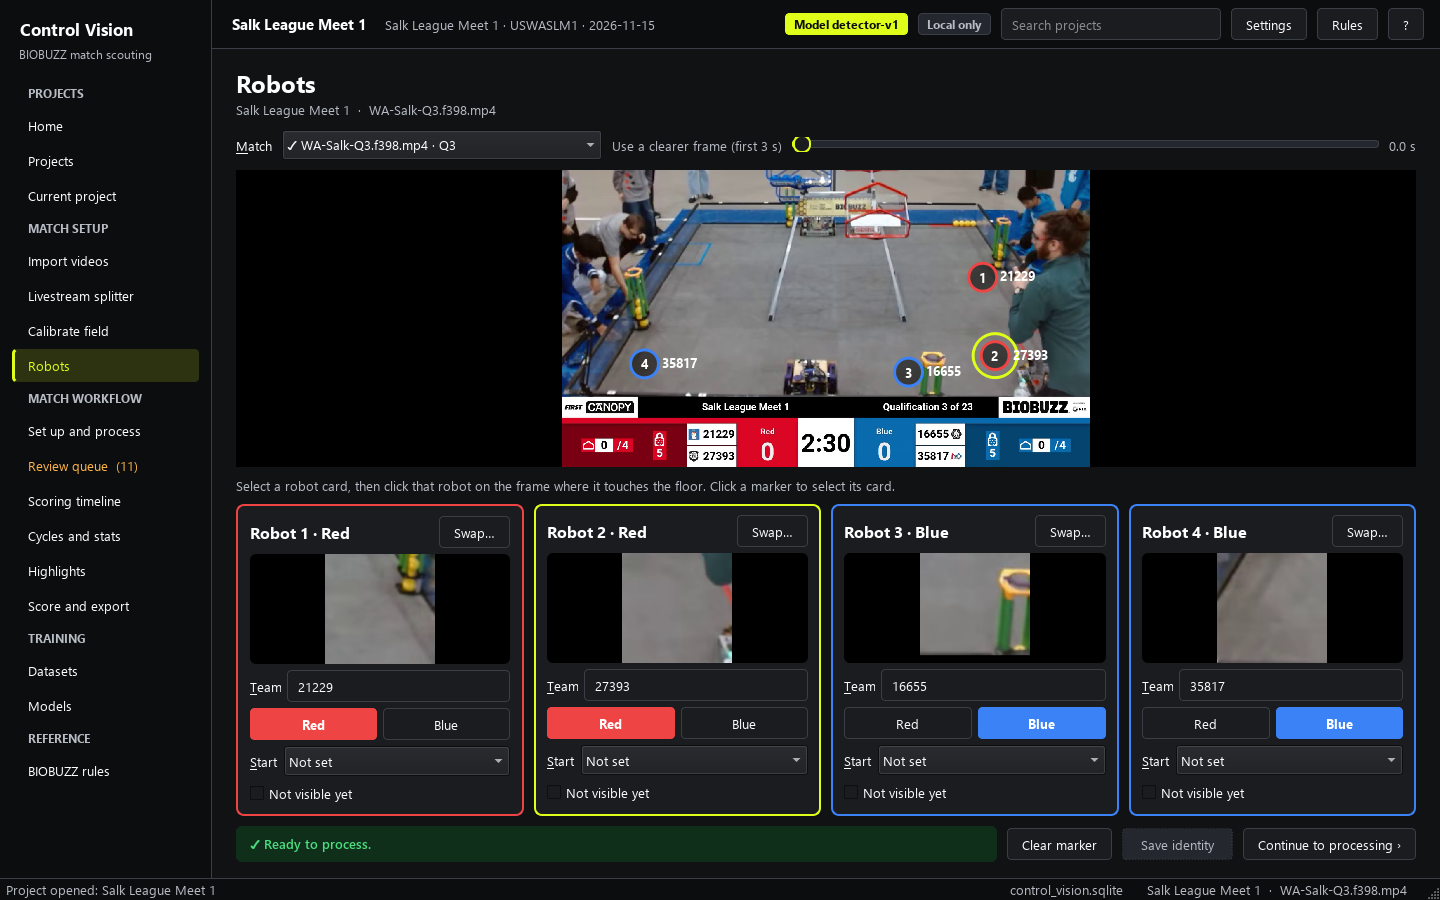 Control Vision
BIOBUZZ match scouting
PROJECTS
Home
Projects
Current project
MATCH SETUP
Import videos
Livestream splitter
Calibrate field
Robots
MATCH WORKFLOW
Set up and process
Review queue (11)
Scoring timeline
Cycles and stats
Highlights
Score and export
TRAINING
Datasets
Models
REFERENCE
BIOBUZZ rules
Salk League Meet 1
Salk League Meet 1 · USWASLM1 · 2026-11-15
Model detector-v1
Local only
Search projects
Settings
Rules
?
Robots
Salk League Meet 1 · WA-Salk-Q3.f398.mp4
Match
✓ WA-Salk-Q3.f398.mp4 · Q3
Use a clearer frame (first 3 s)
0.0 s
1 21229
2 27393
3 16655
4 35817
FIRST CANOPY
Salk League Meet 1
Qualification 3 of 23
BIOBUZZ
0 /4
5
21229
27393
Red
0
2:30
Blue
0
16655
35817
5
0 /4
Select a robot card, then click that robot on the frame where it touches the floor. Click a marker to select its card.
Robot 1 · Red
Swap...
Team
21229
Red
Blue
Start
Not set
Not visible yet
Robot 2 · Red
Swap...
Team
27393
Red
Blue
Start
Not set
Not visible yet
Robot 3 · Blue
Swap...
Team
16655
Red
Blue
Start
Not set
Not visible yet
Robot 4 · Blue
Swap...
Team
35817
Red
Blue
Start
Not set
Not visible yet
✓ Ready to process.
Clear marker
Save identity
Continue to processing ›
Project opened: Salk League Meet 1
control_vision.sqlite
Salk League Meet 1 · WA-Salk-Q3.f398.mp4